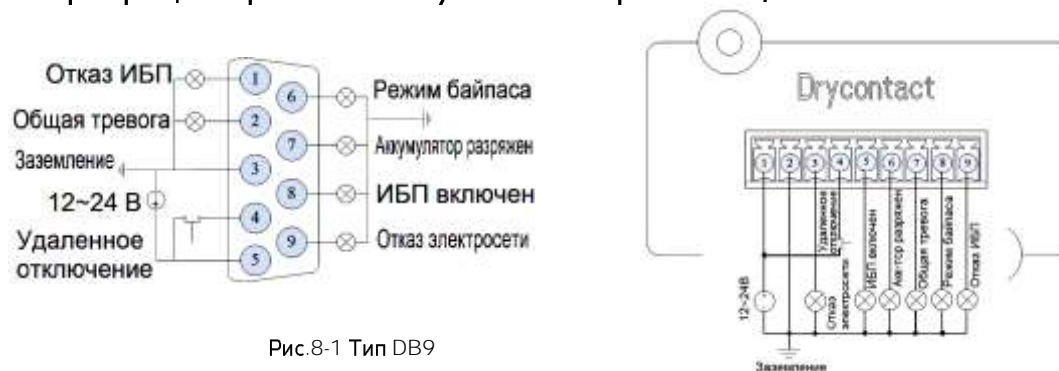 Отказ ИБП
Общая тревога
Заземление
12~24 В
Удаленное
отключение
1
2
3
4
5
6
7
8
9
Режим байпаса
Аккумулятор разряжен
ИБП включен
Отказ электросети
Рис.8-1 Тип DB9
Drycontact
1 2 3 4 5 6 7 8 9
12~24В
Удаленное
отключение
Отказ
электросети
ИБП включен
Общая тревога
Режим байпаса
Отказ ИБП
Заземление